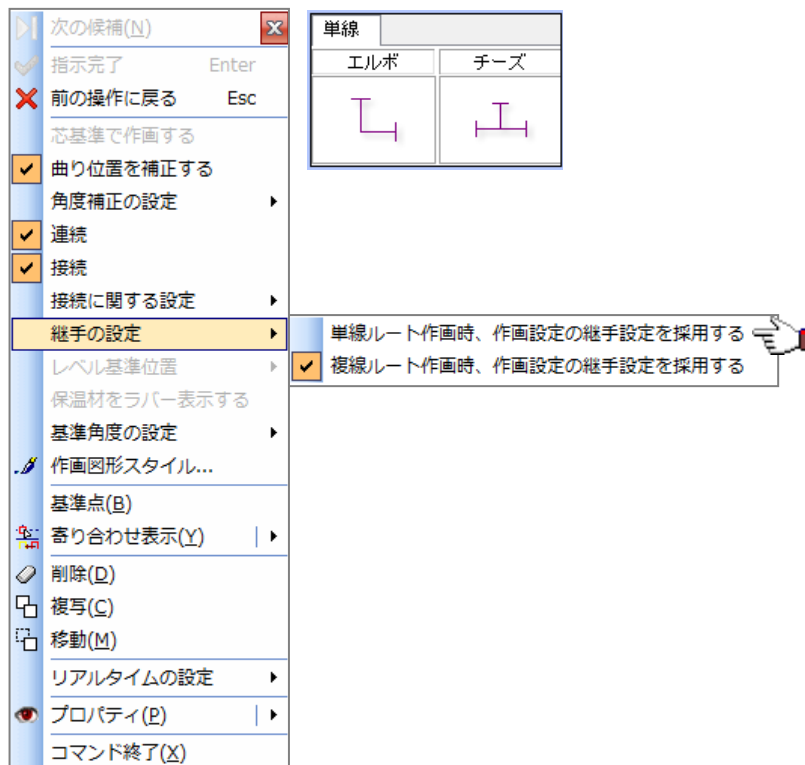 次の候補(N)
指示完了 Enter
前の操作に戻る Esc
芯基準で作画する
曲り位置を補正する
角度補正の設定
連続
接続
接続に関する設定
継手の設定
レベル基準位置
保温材をラバー表示する
基準角度の設定
作画図形スタイル...
基準点(B)
寄り合わせ表示(Y)
削除(D)
複写(C)
移動(M)
リアルタイムの設定
プロパティ(P)
コマンド終了(X)
単線
エルボ チーズ
単線ルート作画時、作画設定の継手設定を採用する
複線ルート作画時、作画設定の継手設定を採用する